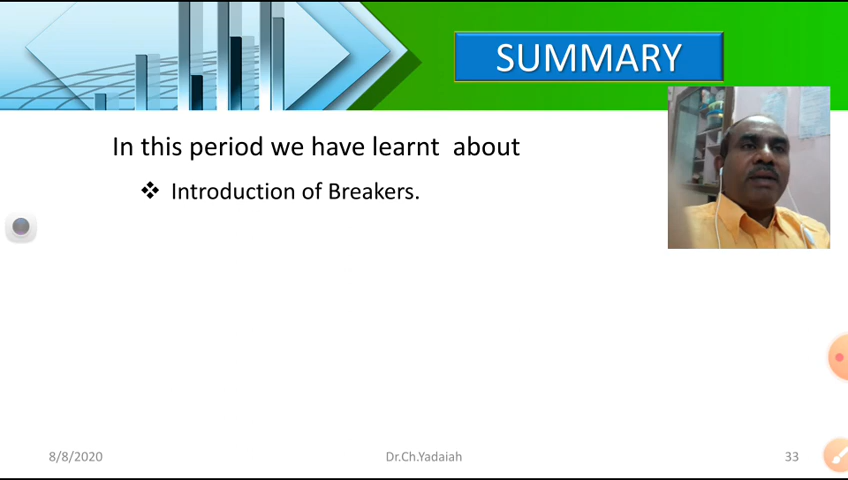 SUMMARY
In this period we have learnt about
❖ Introduction of Breakers.
8/8/2020 Dr.Ch.Yadaiah 33